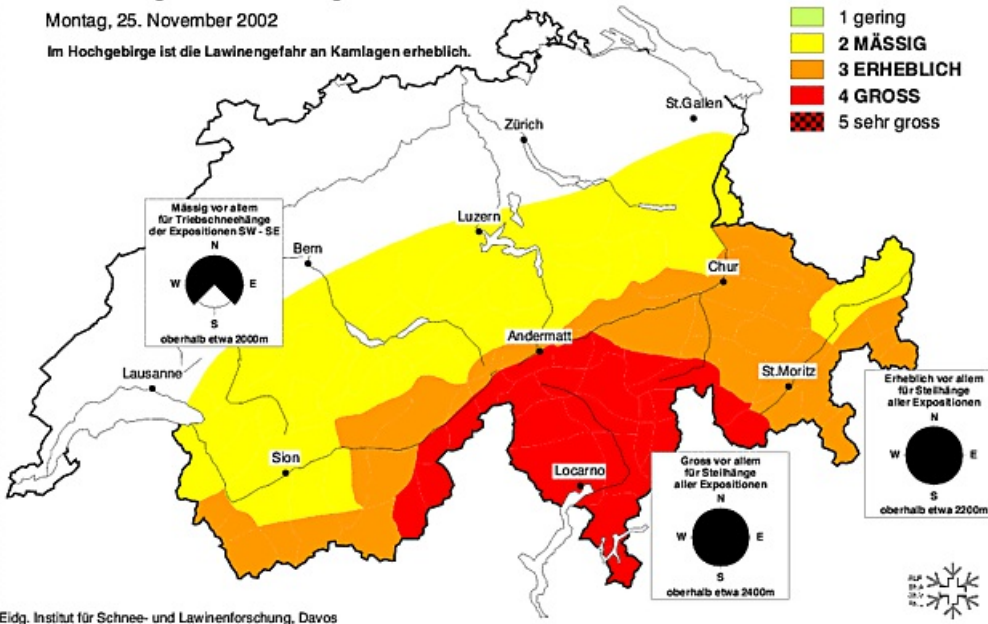 Montag, 25. November 2002
Im Hochgebirge ist die Lawinengefahr an Kamlagen erheblich.
1 gering
2 MÄSSIG
3 ERHEBLICH
4 GROSS
5 sehr gross
St.Gallen
Zürich
Mässig vor allem
für Triebschneehänge
der Expositionen SW - SE
N
W E
S
oberhalb etwa 2000m
Luzern
Bern
Chur
Andermatt
Lausanne
St.Moritz
Erheblich vor allem
für Steilhänge
aller Expositionen
N
W E
S
oberhalb etwa 2200m
Sion
Locarno
Gross vor allem
für Steilhänge
aller Expositionen
N
W E
S
oberhalb etwa 2400m
Eidg. Institut für Schnee- und Lawinenforschung, Davos